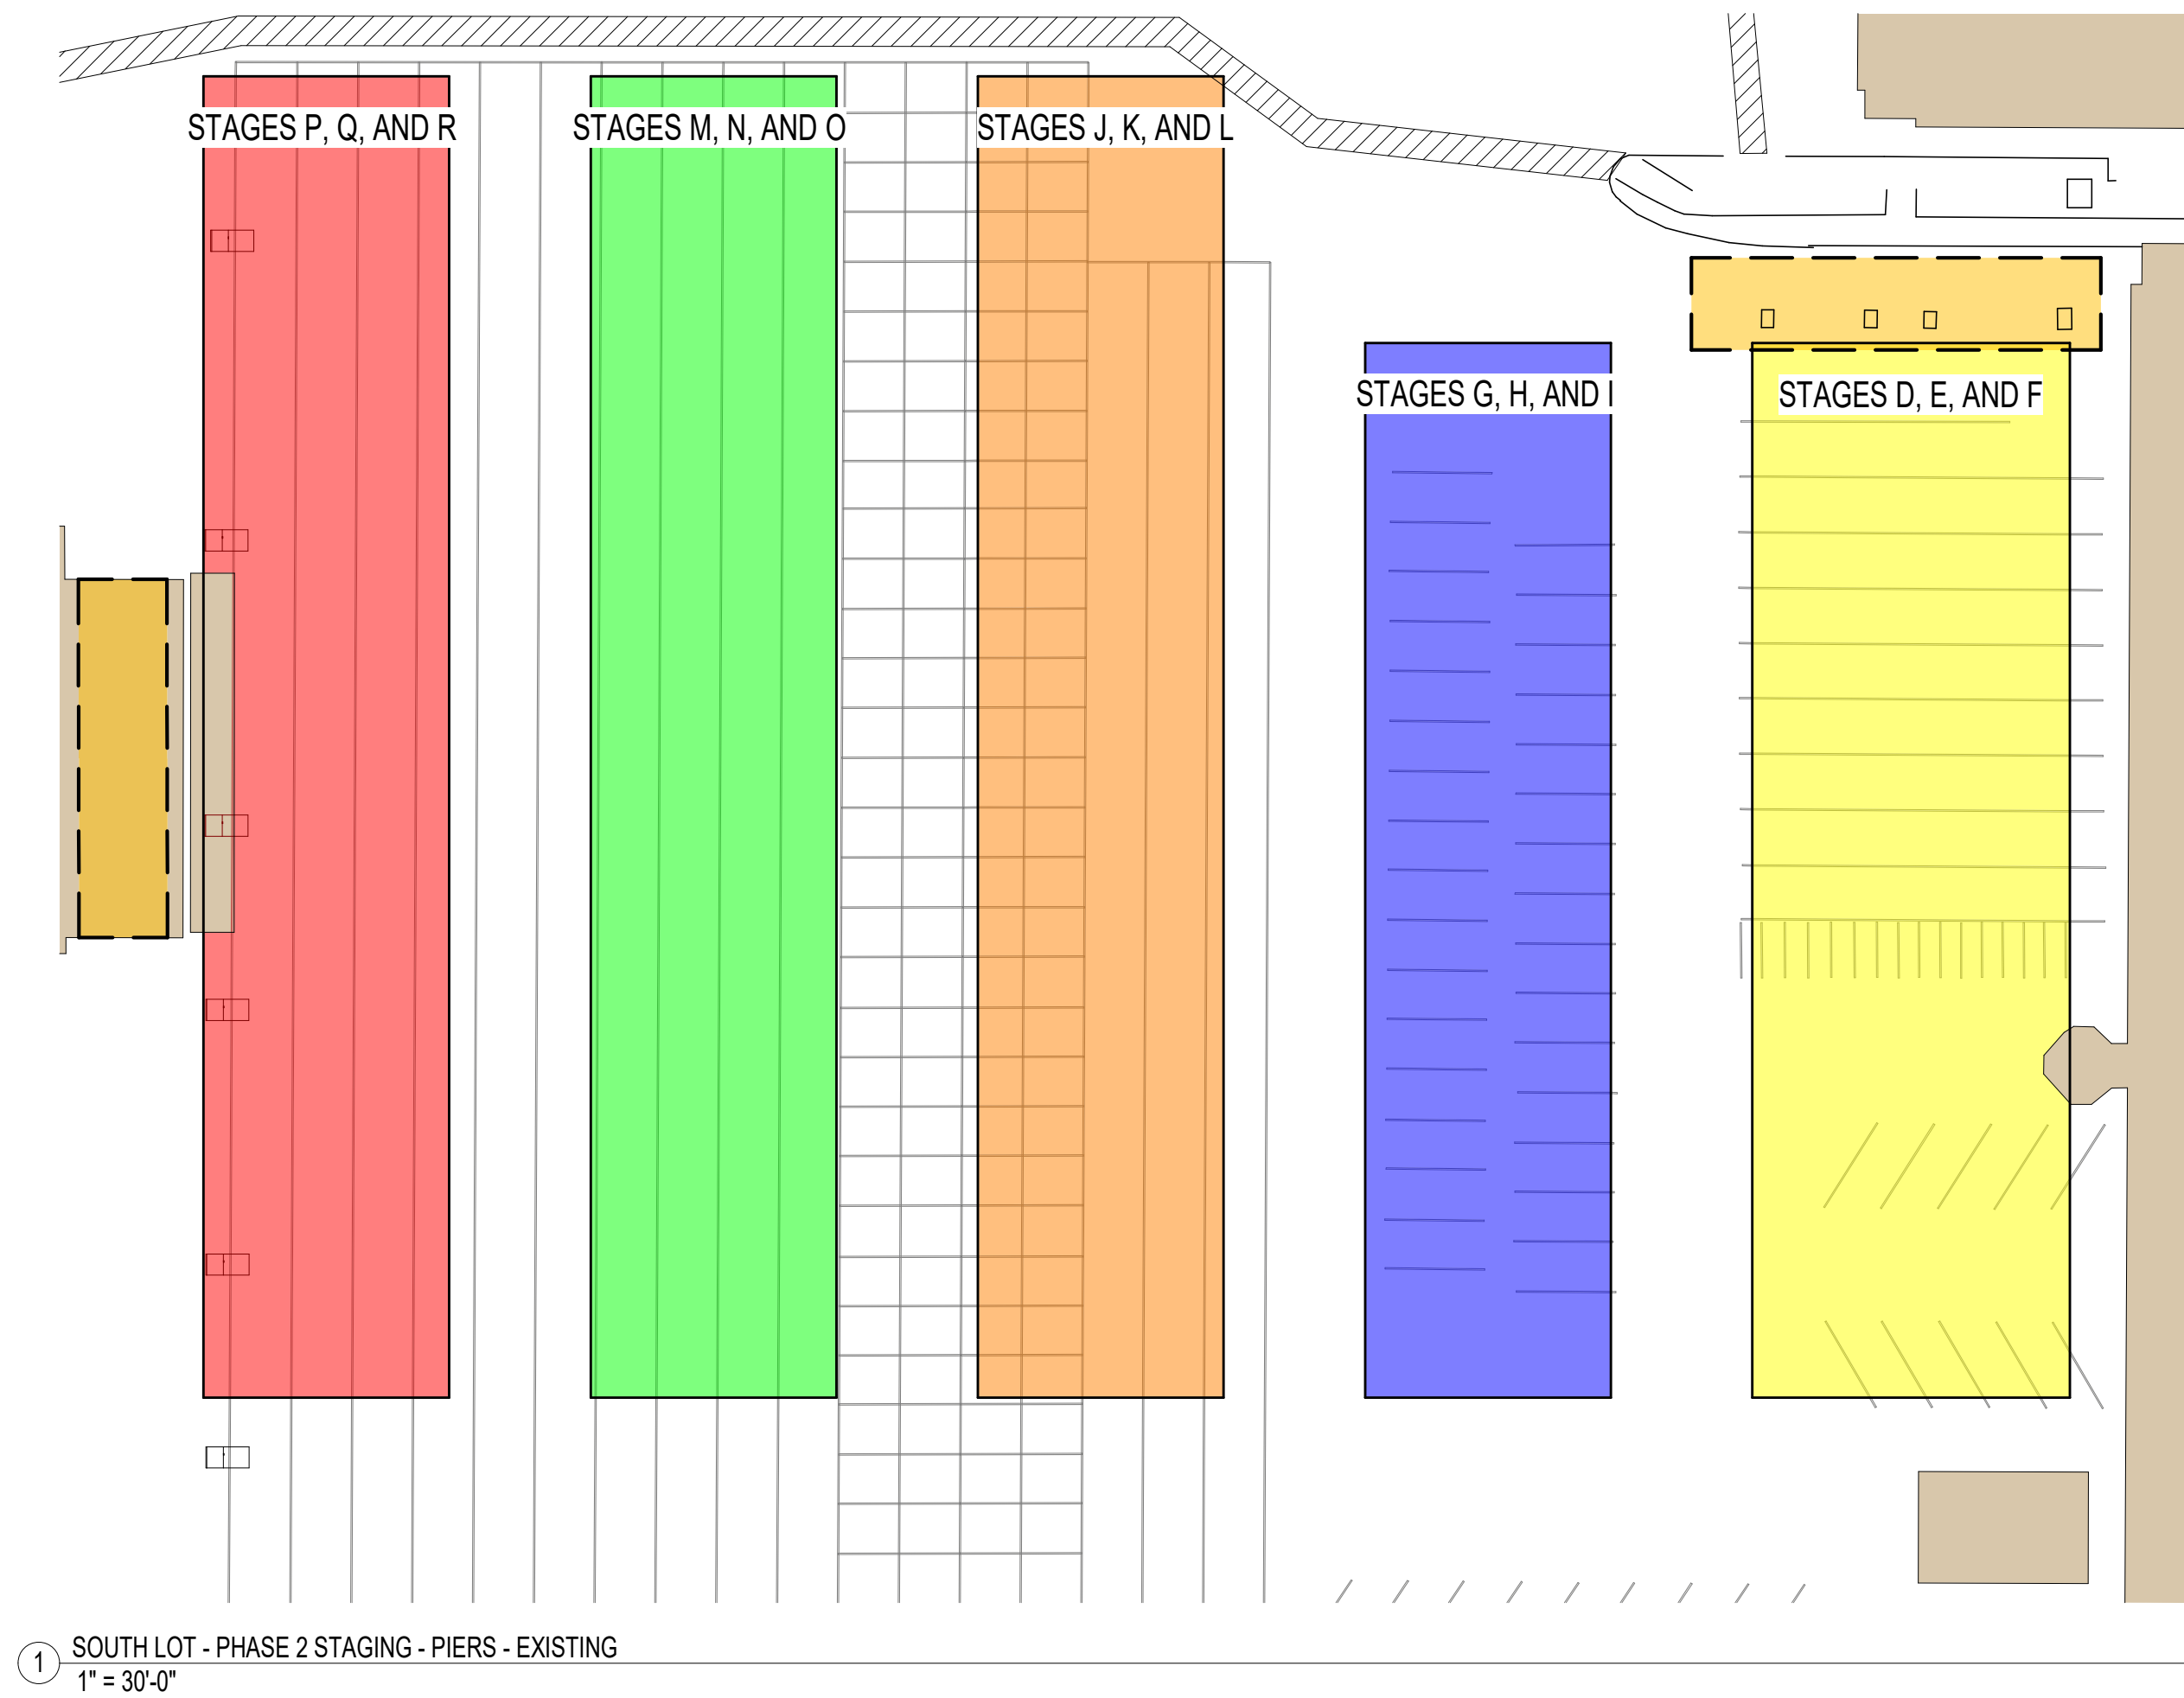 STAGES P, Q, AND R
STAGES M, N, AND O
STAGES J, K, AND L
STAGES G, H, AND I
STAGES D, E, AND F
1
SOUTH LOT - PHASE 2 STAGING - PIERS - EXISTING
1" = 30'-0"